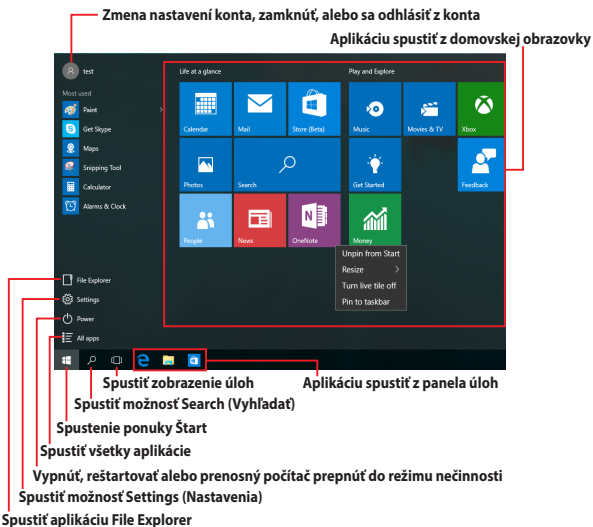 Zmena nastavení konta, zamknúť, alebo sa odhlásiť z konta
Aplikáciu spustiť z domovskej obrazovky
test
Most used
Paint
Get Skype
Maps
Snipping Tool
Calculator
Alarms & Clock
File Explorer
Settings
Power
All apps
Life at a glance
Play and Explore
Calendar
Mail
Store (Beta)
Music
Movies & TV
Xbox
Photos
Search
Get Started
Feedback
People
News
OneNote
Money
Unpin from Start
Resize
Turn live tile off
Pin to taskbar
Spustiť zobrazenie úloh
Aplikáciu spustiť z panela úloh
Spustiť možnosť Search (Vyhľadať)
Spustenie ponuky Štart
Spustiť všetky aplikácie
Vypnúť, reštartovať alebo prenosný počítač prepnúť do režimu nečinnosti
Spustiť možnosť Settings (Nastavenia)
Spustiť aplikáciu File Explorer